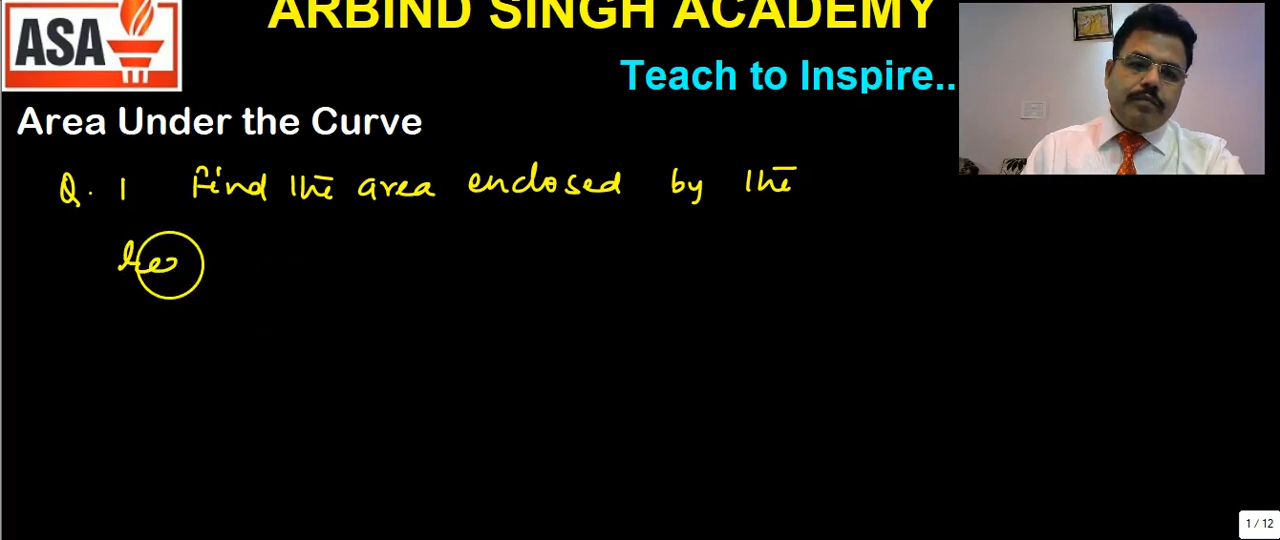 ARBIND SINGH ACADEMY
ASA
Teach to Inspire..
Area Under the Curve
Q. 1 Find the area enclosed by the
1 / 12